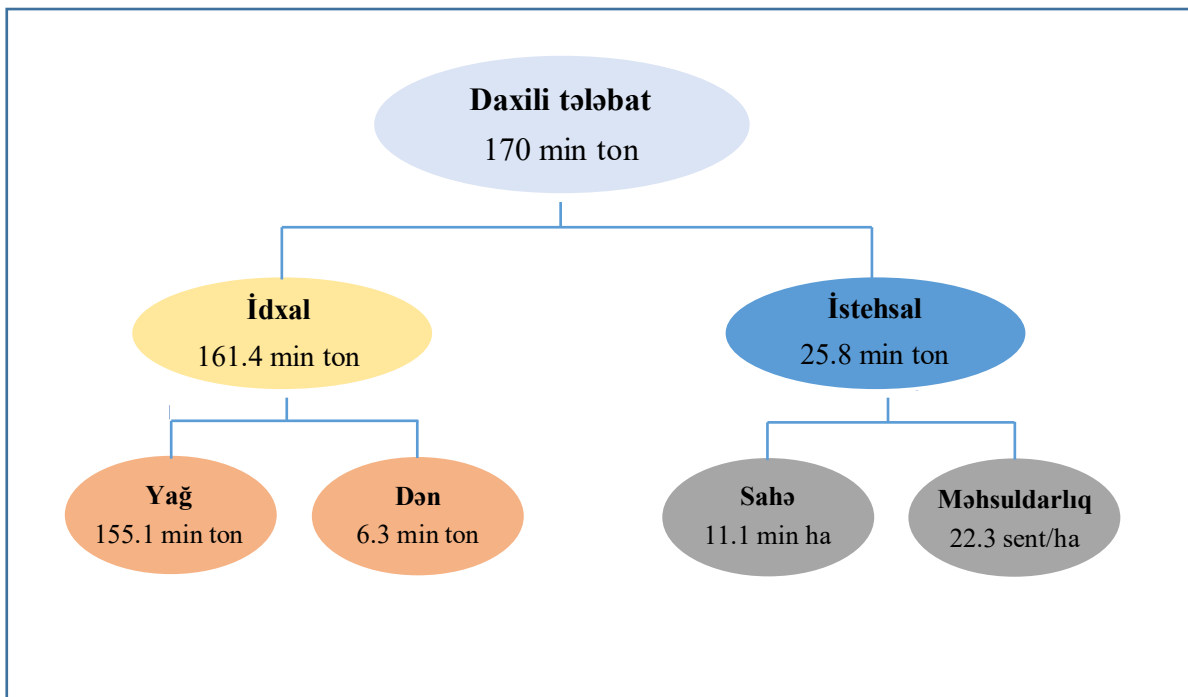 Daxili tələbat
170 min ton
İdxal
161.4 min ton
İstehsal
25.8 min ton
Yağ
155.1 min ton
Dən
6.3 min ton
Sahə
11.1 min ha
Məhsuldarlıq
22.3 sent/ha